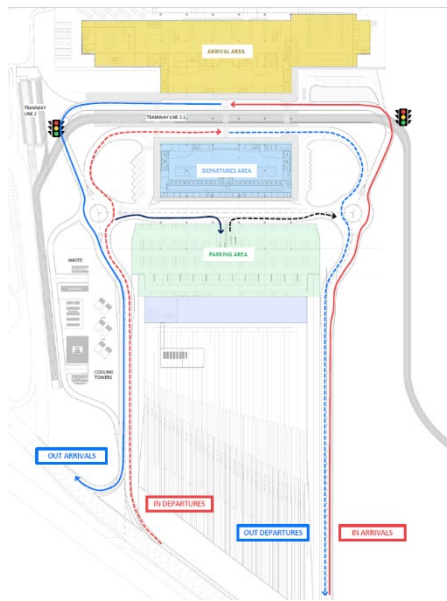 ARRIVAL AREA
TRAMWAY
LINE 2
TRAMWAY LINE 2.1
DEPARTURES AREA
PARKING AREA
WASTE
COOLING
TOWERS
OUT ARRIVALS
IN DEPARTURES
OUT DEPARTURES
IN ARRIVALS